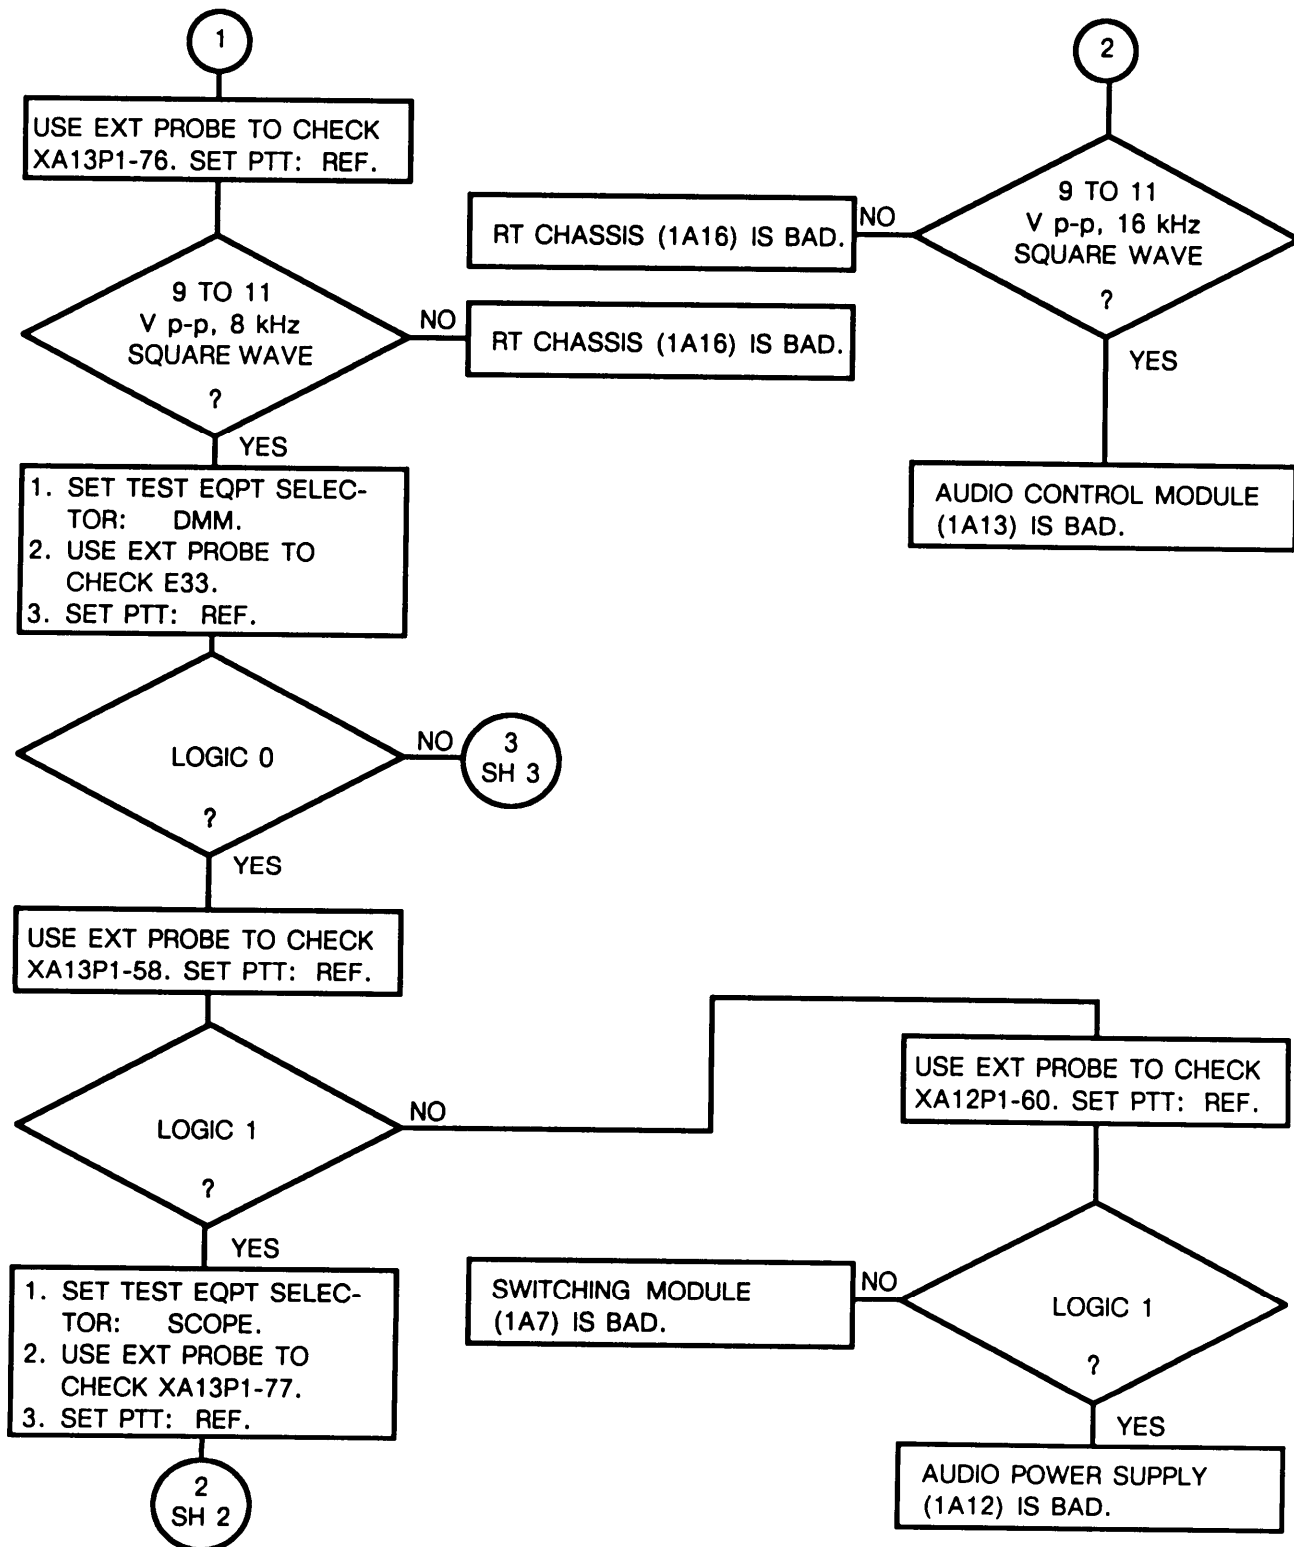 1
USE EXT PROBE TO CHECK
XA13P1-76. SET PTT: REF.
9 TO 11
V p-p, 8 kHz
SQUARE WAVE
?
NO
RT CHASSIS (1A16) IS BAD.
YES
1. SET TEST EQPT SELEC-
TOR: DMM.
2. USE EXT PROBE TO
CHECK E33.
3. SET PTT: REF.
LOGIC 0
?
NO
3
SH 3
YES
USE EXT PROBE TO CHECK
XA13P1-58. SET PTT: REF.
LOGIC 1
?
NO
YES
1. SET TEST EQPT SELEC-
TOR: SCOPE.
2. USE EXT PROBE TO
CHECK XA13P1-77.
3. SET PTT: REF.
2
SH 2
2
9 TO 11
V p-p, 16 kHz
SQUARE WAVE
?
NO
RT CHASSIS (1A16) IS BAD.
YES
AUDIO CONTROL MODULE
(1A13) IS BAD.
USE EXT PROBE TO CHECK
XA12P1-60. SET PTT: REF.
LOGIC 1
?
NO
SWITCHING MODULE
(1A7) IS BAD.
YES
AUDIO POWER SUPPLY
(1A12) IS BAD.